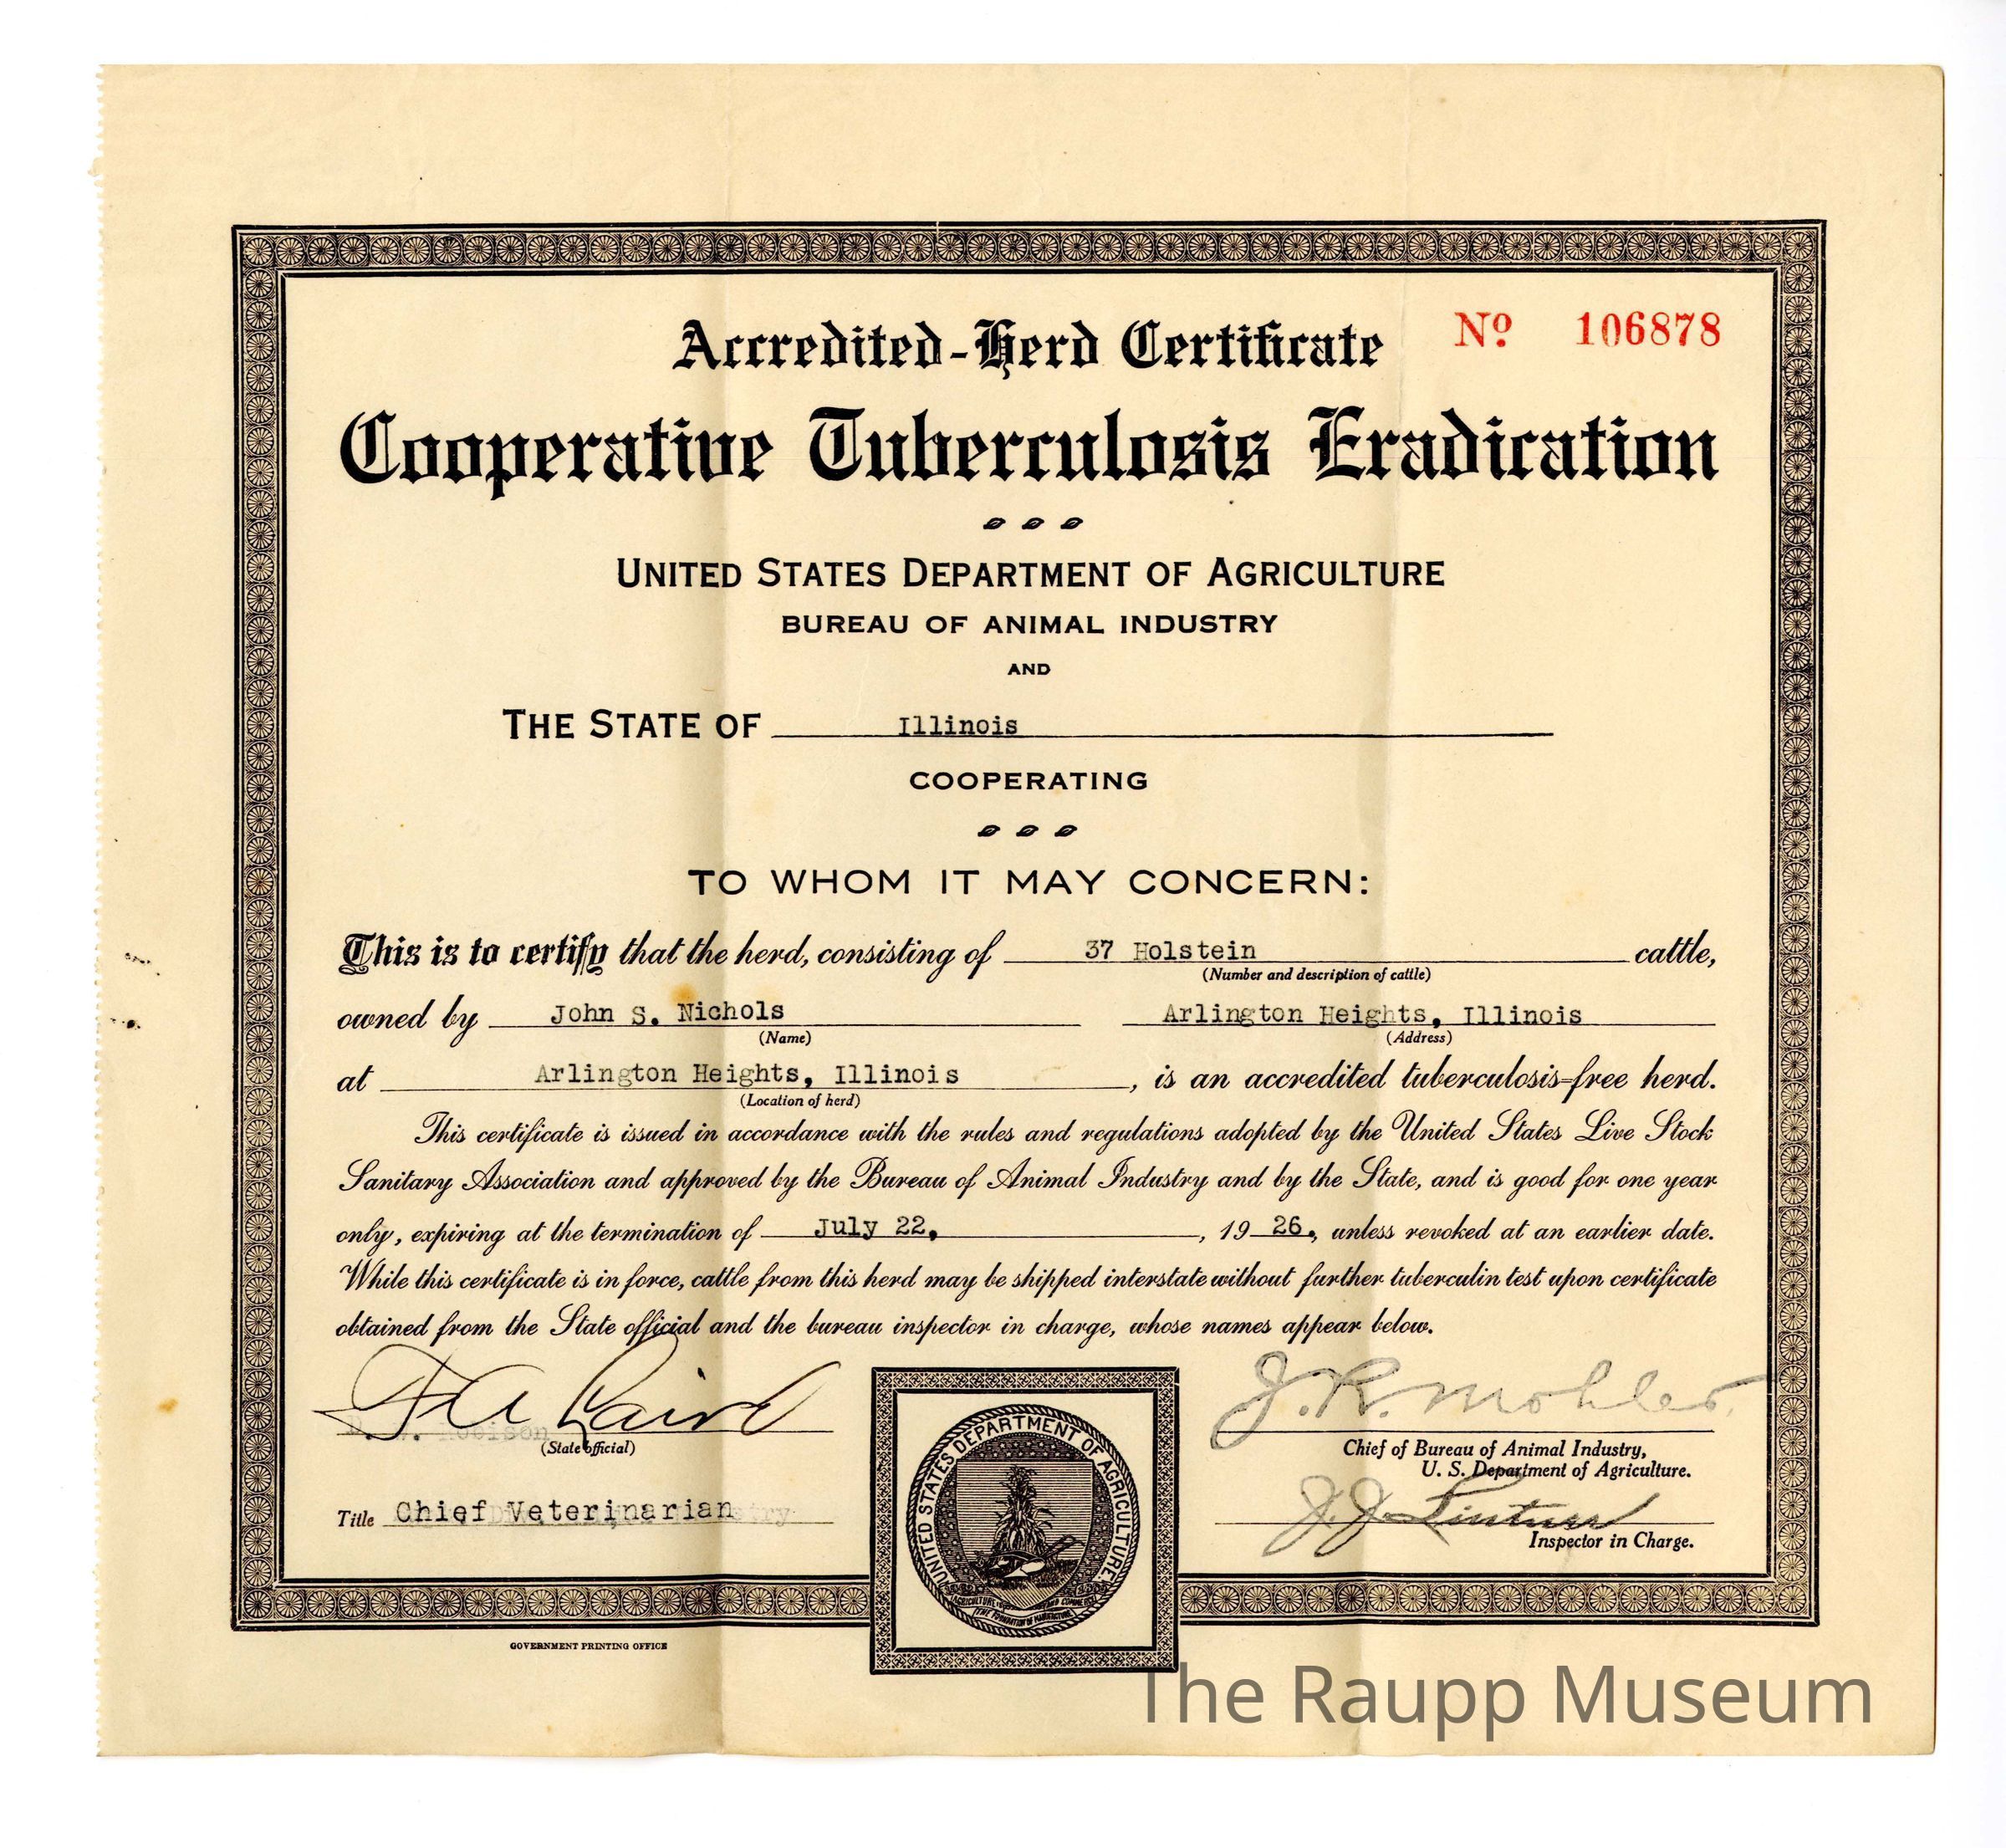 Accredited-Herd Certificate
Nº 106878
Cooperative Tuberculosis Eradication
UNITED STATES DEPARTMENT OF AGRICULTURE
BUREAU OF ANIMAL INDUSTRY
AND
THE STATE OF Illinois
COOPERATING
TO WHOM IT MAY CONCERN:
This is to certify that the herd, consisting of 37 Holstein cattle,
(Number and description of cattle)
owned by John S. Nichols Arlington Heights, Illinois
(Name) (Address)
at Arlington Heights, Illinois, is an accredited tuberculosis-free herd.
(Location of herd)
This certificate is issued in accordance with the rules and regulations adopted by the United States Live Stock
Sanitary Association and approved by the Bureau of Animal Industry and by the State, and is good for one year
only, expiring at the termination of July 22, , 19 26, unless revoked at an earlier date.
While this certificate is in force, cattle from this herd may be shipped interstate without further tuberculin test upon certificate
obtained from the State official and the bureau inspector in charge, whose names appear below.
F A Laird J. R. Mohler
(State official) Chief of Bureau of Animal Industry,
U. S. Department of Agriculture.
Title Chief Veterinarian J. J. Lintner
Inspector in Charge.
UNITED STATES DEPARTMENT OF AGRICULTURE
GOVERNMENT PRINTING OFFICE
The Raupp Museum